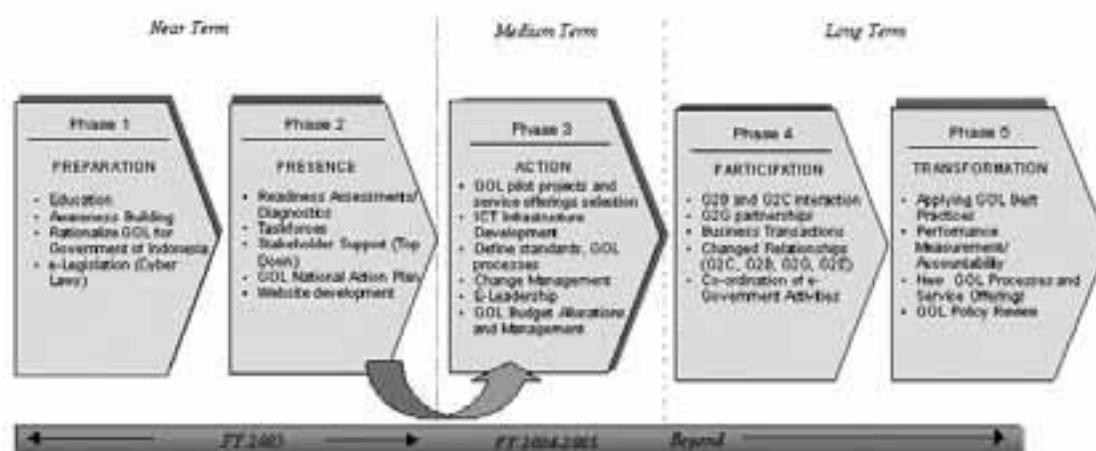 Near Term
Medium Term
Long Term
Phase 1
PREPARATION
• Education
• Awareness Building
• Rationalize GOL for
Government of Indonesia
• e-Legislation (Cyber
Laws)
Phase 2
PRESENCE
• Readiness Assessments/
Diagnostics
• Taskforces
• Stakeholder Support (Top
Down)
• GOL National Action Plan
• Website development
Phase 3
ACTION
• GOL pilot projects and
service offerings selection
• ICT Infrastructure
Development
• Define standards, GOL
processes
• Change Management
• E-Leadership
• GOL Budget Allocations
and Management
Phase 4
PARTICIPATION
• G2B and G2C interaction
• G2G partnerships
• Business Transactions
• Changed Relationships
(G2C, G2B, G2G, G2E)
• Co-ordination of e-
Government Activities
Phase 5
TRANSFORMATION
• Applying GOL Best
Practices
• Performance
Measurement/
Accountability
• New GOL Processes and
Service Offerings
• GOL Policy Review
FY 2003
FY 2004-2005
Beyond